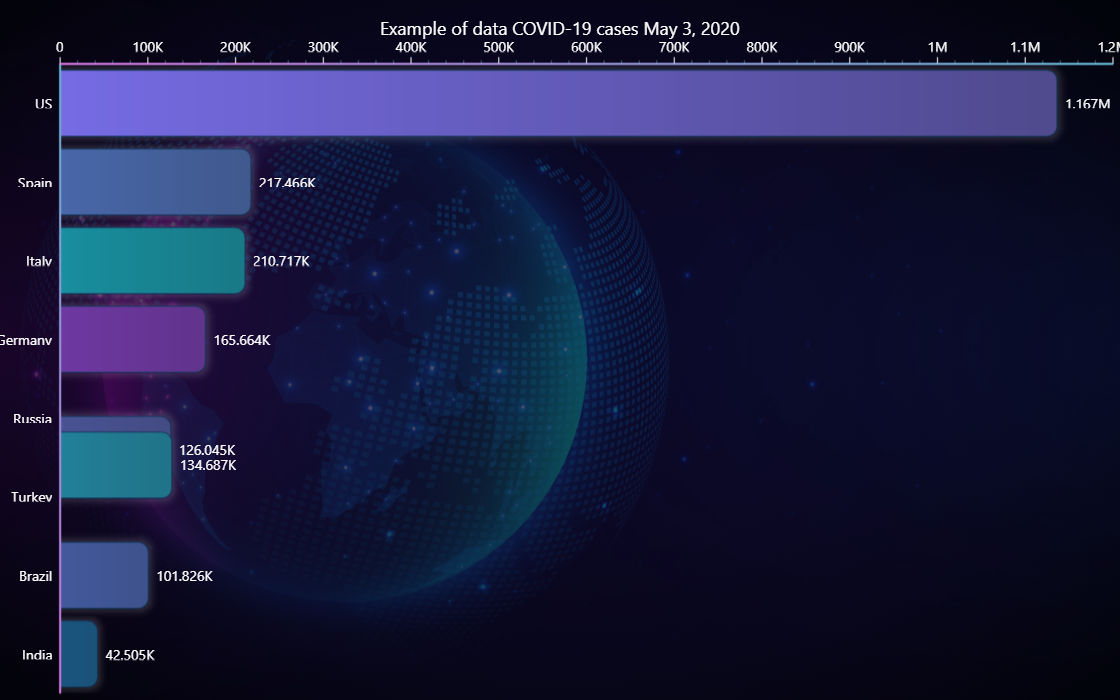 Example of data COVID-19 cases May 3, 2020
0 100K 200K 300K 400K 500K 600K 700K 800K 900K 1M 1.1M 1.2M
US 1.167M
Spain 217.466K
Italy 210.717K
Germany 165.664K
Russia
126.045K
134.687K
Turkey
Brazil 101.826K
India 42.505K